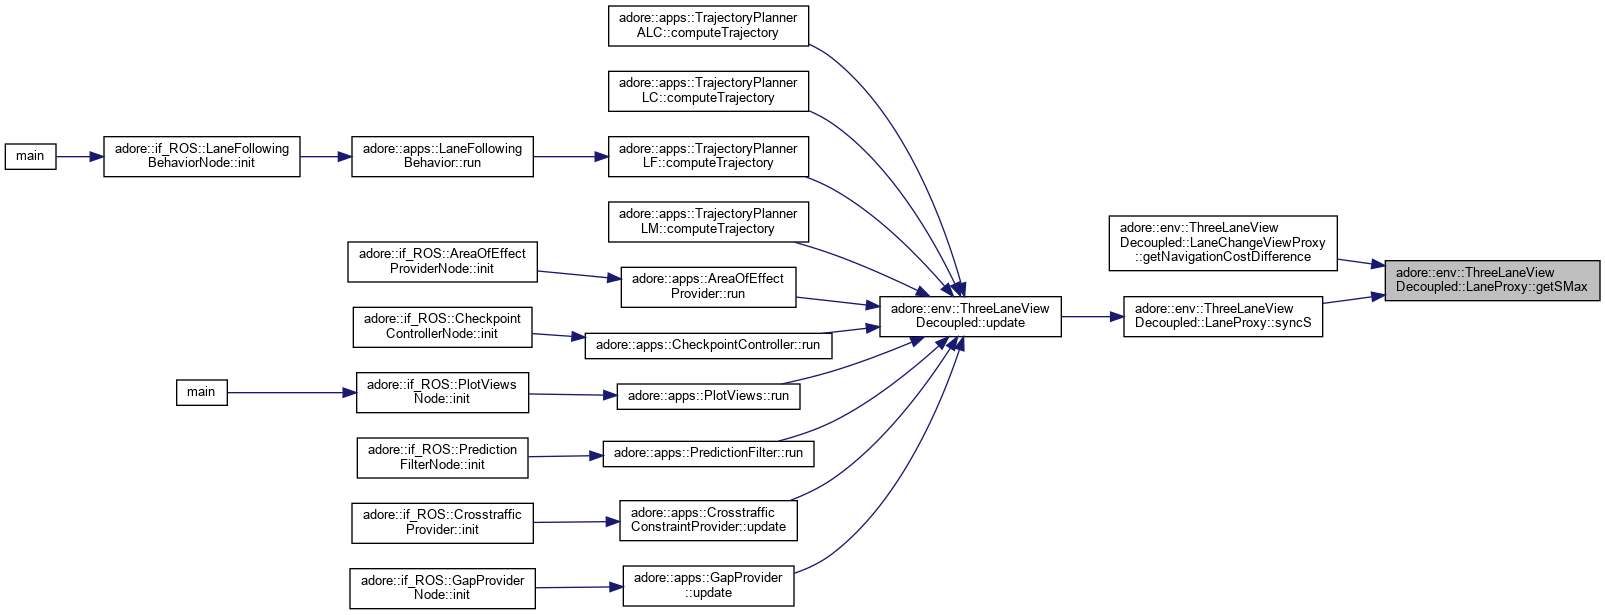 adore::apps::TrajectoryPlanner
ALC::computeTrajectory
adore::apps::TrajectoryPlanner
LC::computeTrajectory
main
adore::if_ROS::LaneFollowing
BehaviorNode::init
adore::apps::LaneFollowing
Behavior::run
adore::apps::TrajectoryPlanner
LF::computeTrajectory
adore::apps::TrajectoryPlanner
LM::computeTrajectory
adore::if_ROS::AreaOfEffect
ProviderNode::init
adore::apps::AreaOfEffect
Provider::run
adore::env::ThreeLaneView
Decoupled::LaneChangeViewProxy
::getNavigationCostDifference
adore::env::ThreeLaneView
Decoupled::LaneProxy::getSMax
adore::env::ThreeLaneView
Decoupled::update
adore::env::ThreeLaneView
Decoupled::LaneProxy::syncS
adore::if_ROS::Checkpoint
ControllerNode::init
adore::apps::CheckpointController::run
main
adore::if_ROS::PlotViews
Node::init
adore::apps::PlotViews::run
adore::if_ROS::Prediction
FilterNode::init
adore::apps::PredictionFilter::run
adore::if_ROS::Crosstraffic
Provider::init
adore::apps::Crosstraffic
ConstraintProvider::update
adore::if_ROS::GapProvider
Node::init
adore::apps::GapProvider
::update